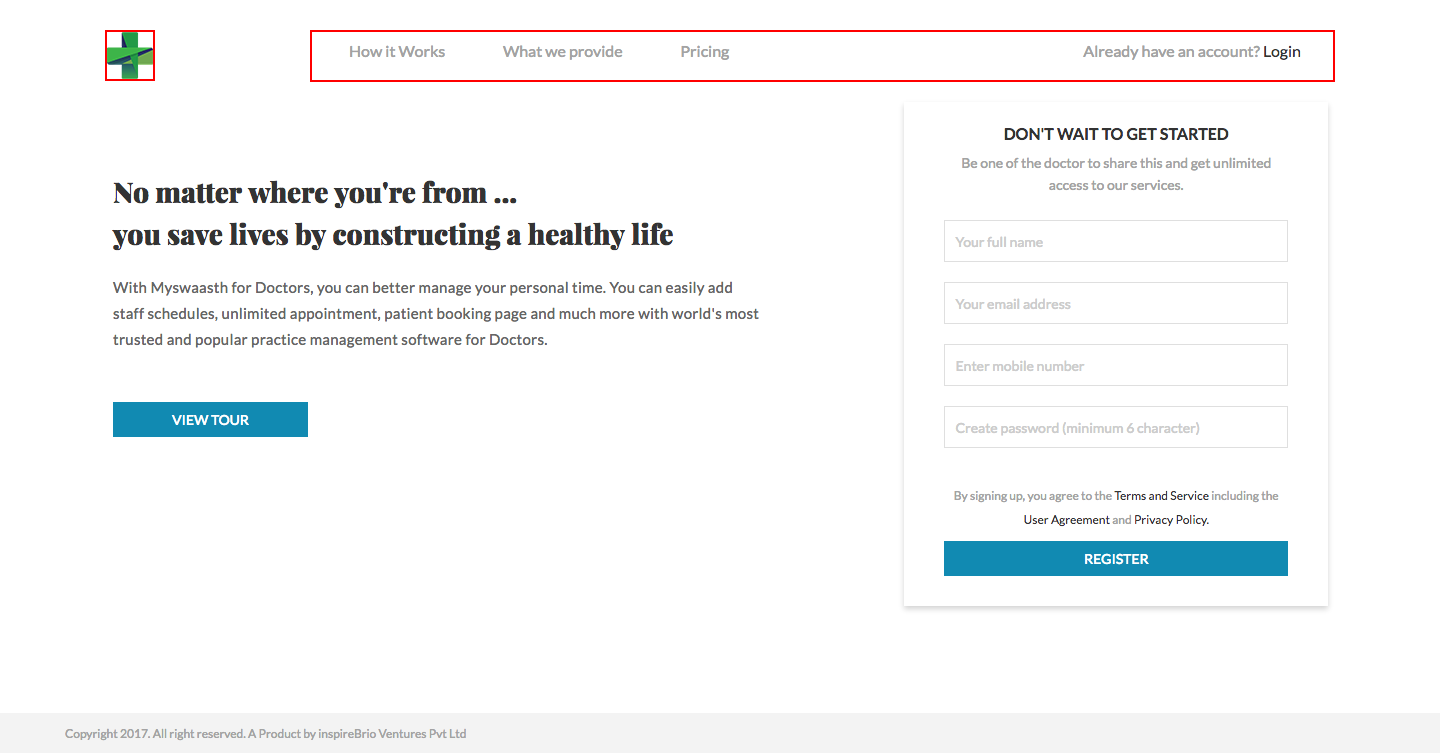 How it Works
What we provide
Pricing
Already have an account? Login
No matter where you're from ...
you save lives by constructing a healthy life
With Myswaasth for Doctors, you can better manage your personal time. You can easily add
staff schedules, unlimited appointment, patient booking page and much more with world's most
trusted and popular practice management software for Doctors.
VIEW TOUR
DON'T WAIT TO GET STARTED
Be one of the doctor to share this and get unlimited
access to our services.
Your full name
Your email address
Enter mobile number
Create password (minimum 6 character)
By signing up, you agree to the Terms and Service including the
User Agreement and Privacy Policy.
REGISTER
Copyright 2017. All right reserved. A Product by inspireBrio Ventures Pvt Ltd